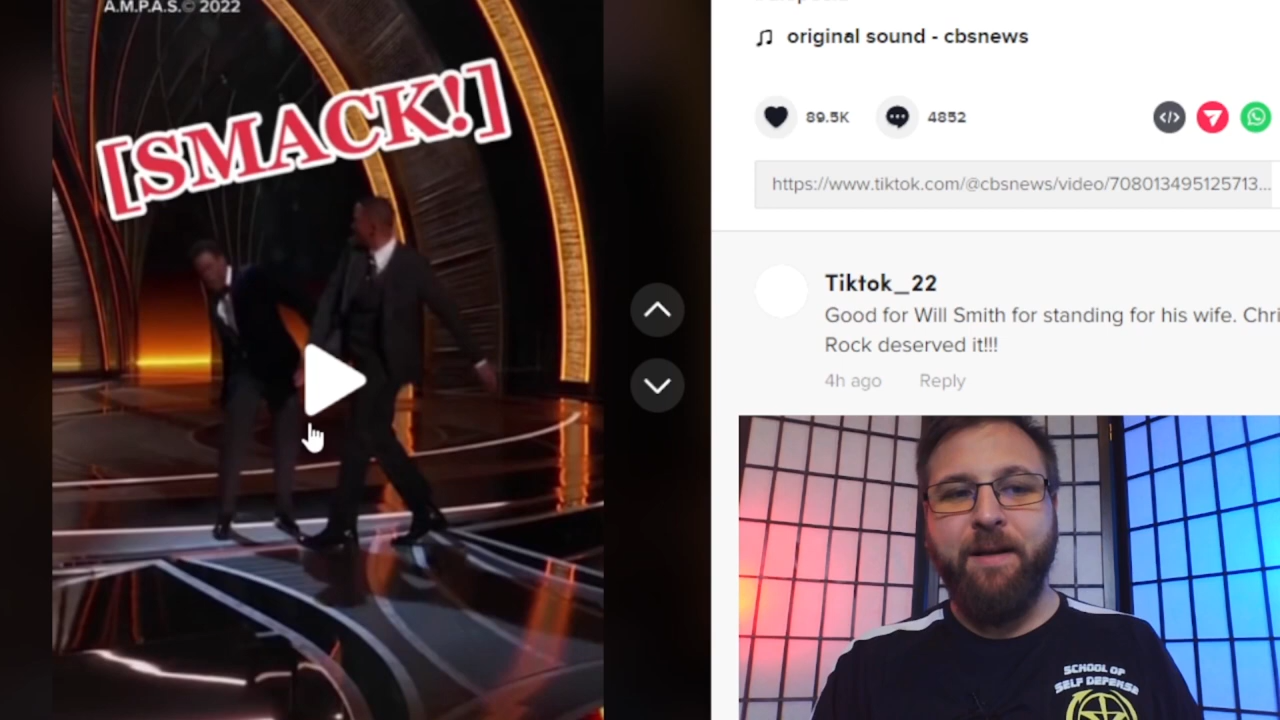 A.M.P.A.S.© 2022
[SMACK!]
original sound - cbsnews
89.5K
4852
https://www.tiktok.com/@cbsnews/video/708013495125713...
Tiktok_22
Good for Will Smith for standing for his wife. Chri
Rock deserved it!!!
4h ago Reply
SCHOOL OF
SELF DEFENSE